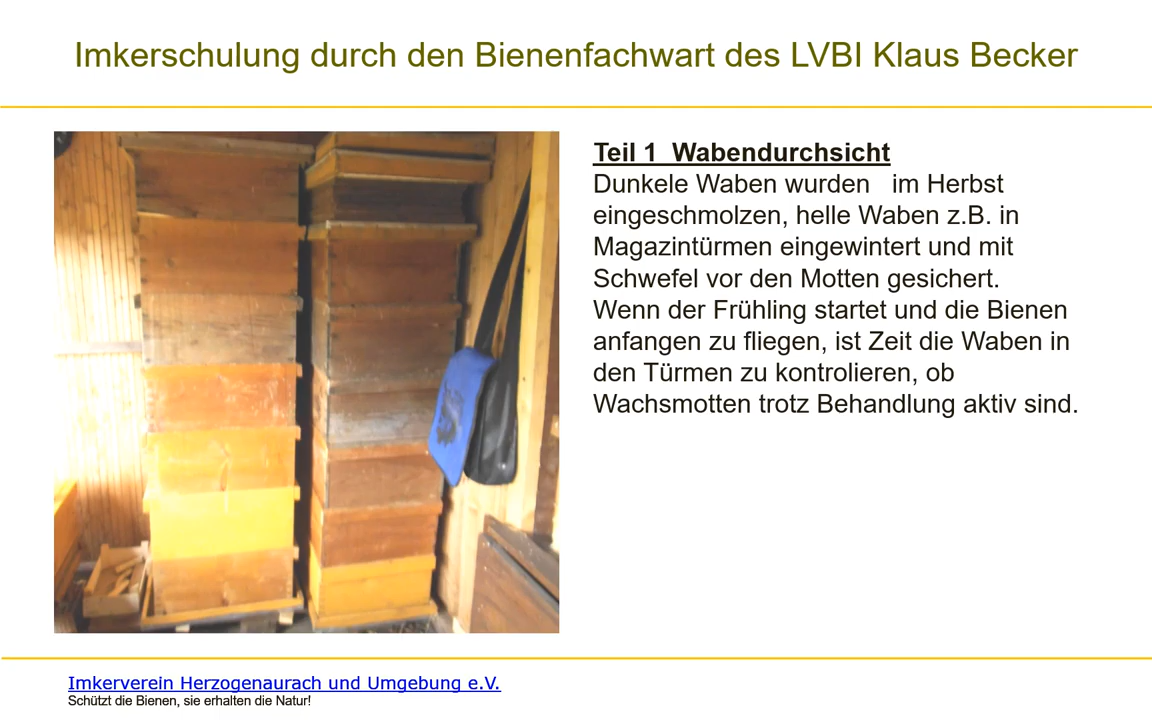 Imkerschulung durch den Bienenfachwart des LVBI Klaus Becker
Teil 1  Wabendurchsicht
Dunkele Waben wurden   im Herbst
eingeschmolzen, helle Waben z.B. in
Magazintürmen eingewintert und mit
Schwefel vor den Motten gesichert.
Wenn der Frühling startet und die Bienen
anfangen zu fliegen, ist Zeit die Waben in
den Türmen zu kontrolieren, ob
Wachsmotten trotz Behandlung aktiv sind.
Imkerverein Herzogenaurach und Umgebung e.V.
Schützt die Bienen, sie erhalten die Natur!